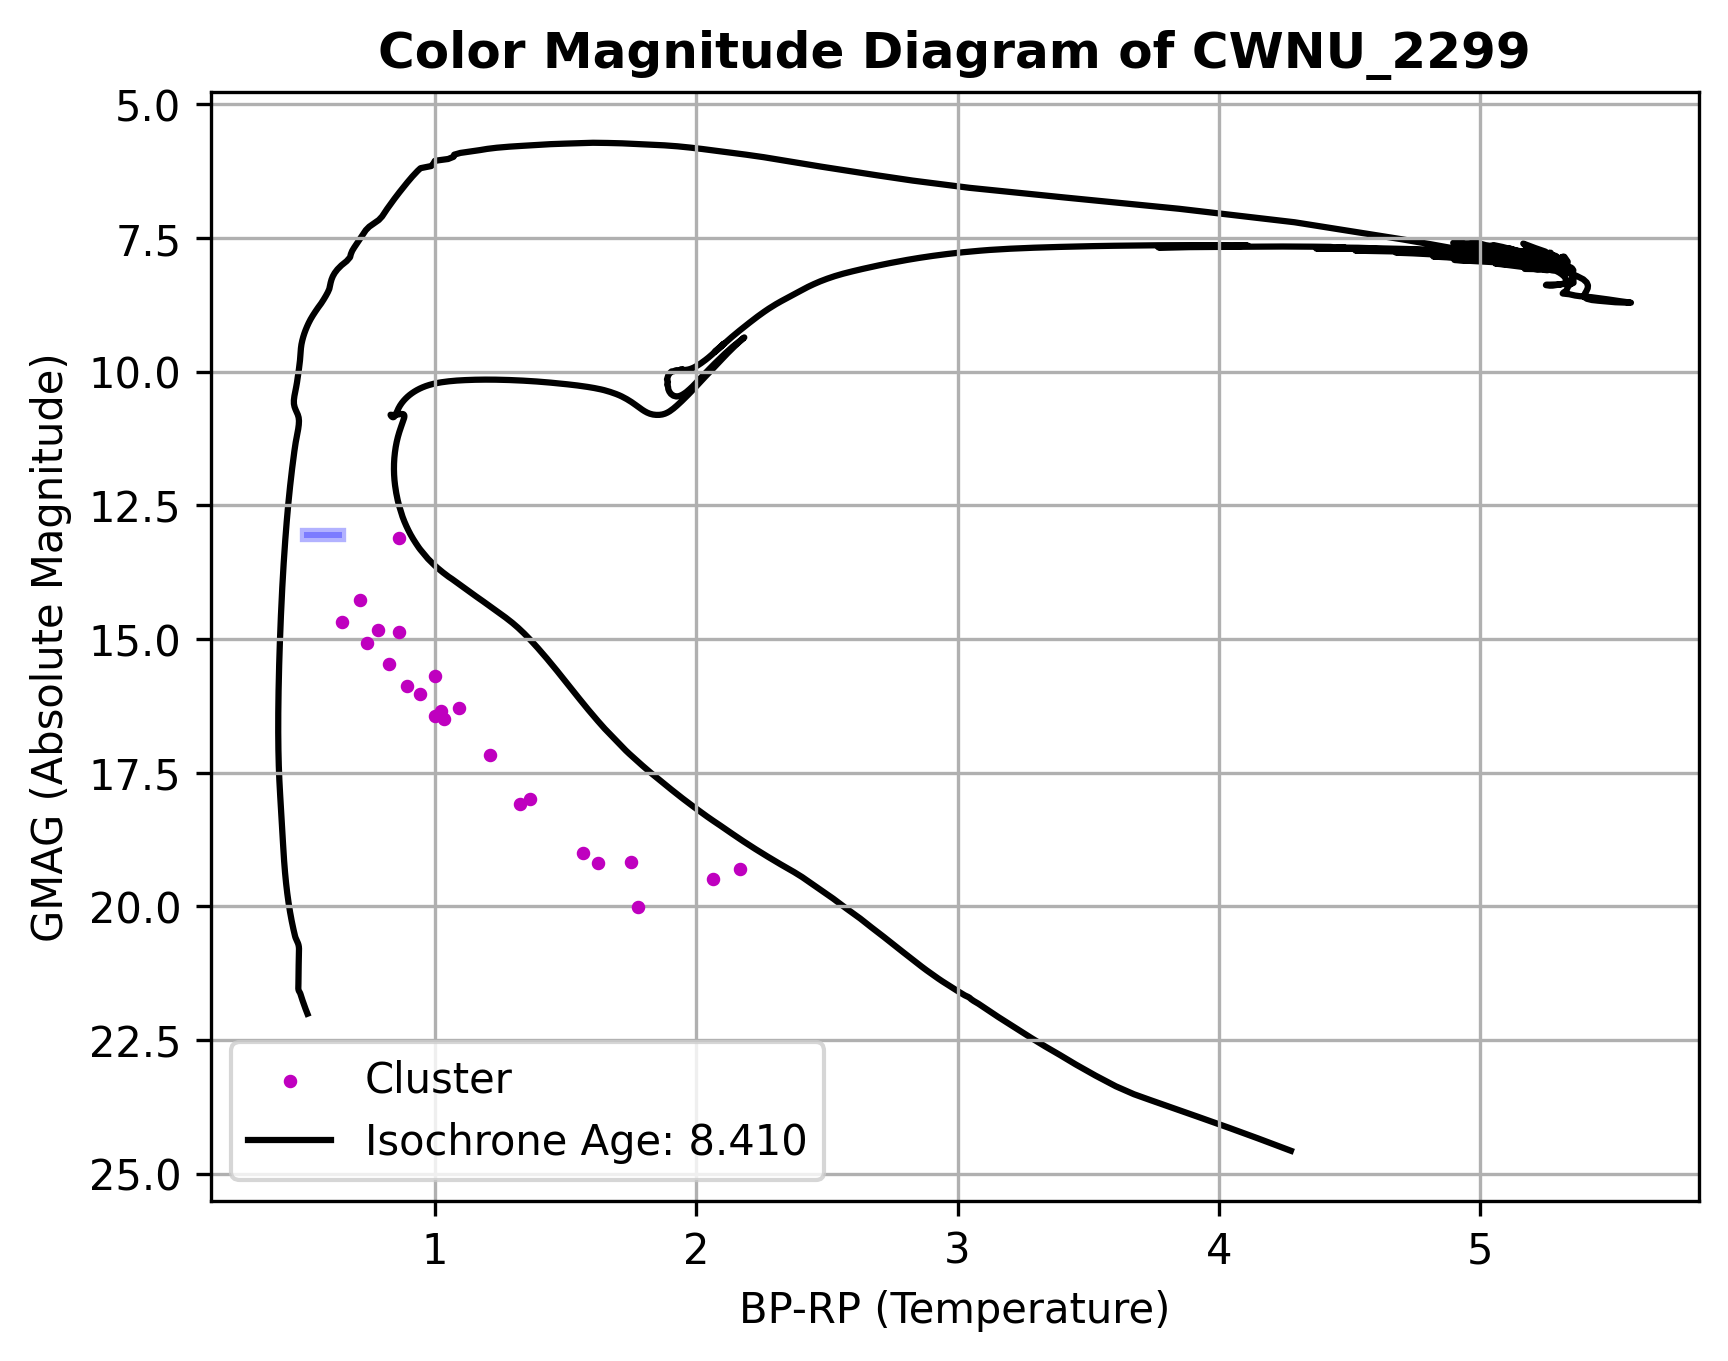 Color Magnitude Diagram of CWNU_2299
GMAG (Absolute Magnitude)
5.0
7.5
10.0
12.5
15.0
17.5
20.0
22.5
25.0
Cluster
Isochrone Age: 8.410
1 2 3 4 5
BP-RP (Temperature)